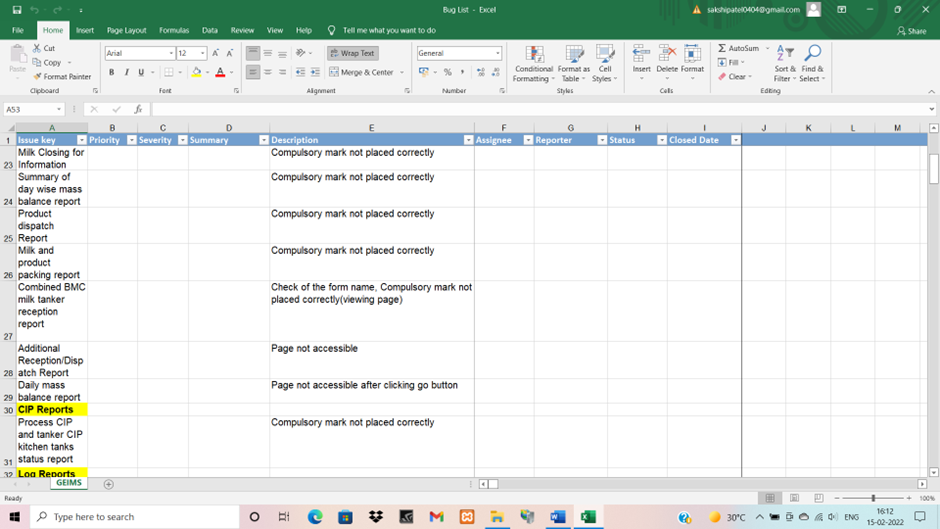 Bug List - Excel
sakshipatel0404@gmail.com
File Home Insert Page Layout Formulas Data Review View Help Tell me what you want to do Share
Paste
Cut
Copy
Format Painter
Clipboard
Arial 12
B I U
Font
Wrap Text
Merge & Center
Alignment
General
% ,
Number
Conditional Formatting
Format as Table
Cell Styles
Styles
Insert Delete Format
Cells
AutoSum
Fill
Clear
Sort & Filter
Find & Select
Editing
A53 fx
A B C D E F G H I J K L M
1 Issue key Priority Severity Summary Description Assignee Reporter Status Closed Date
Milk Closing for Compulsory mark not placed correctly
23 Information
Summary of Compulsory mark not placed correctly
day wise mass
24 balance report
Product Compulsory mark not placed correctly
dispatch
25 Report
Milk and Compulsory mark not placed correctly
product
26 packing report
Combined BMC Check of the form name, Compulsory mark not
milk tanker placed correctly(viewing page)
reception
report
27
Additional Page not accessible
Reception/Disp
28 atch Report
Daily mass Page not accessible after clicking go button
29 balance report
30 CIP Reports
Process CIP Compulsory mark not placed correctly
and tanker CIP
kitchen tanks
31 status report
32 Log Reports
GEIMS
Ready 100%
Type here to search
30°C ENG
16:12
15-02-2022